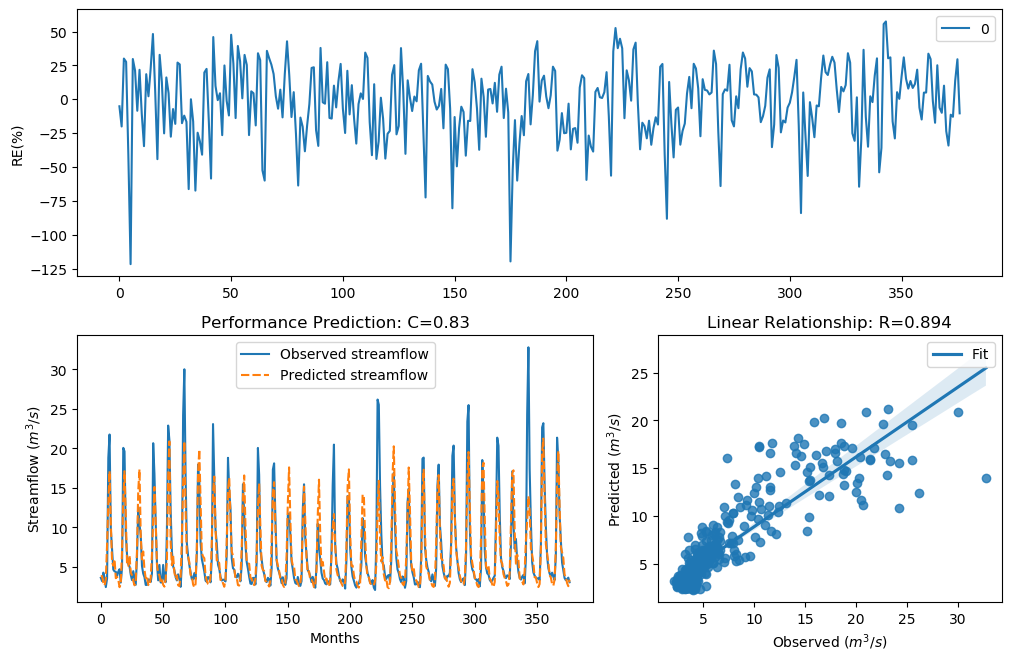 50
25
0
−25
−50
−75
−100
−125
RE(%)
0
0 50 100 150 200 250 300 350
Performance Prediction: C=0.83
Observed streamflow
Predicted streamflow
30
25
20
15
10
5
Streamflow (m³/s)
0 50 100 150 200 250 300 350
Months
Linear Relationship: R=0.894
Fit
25
20
15
10
5
Predicted (m³/s)
5 10 15 20 25 30
Observed (m³/s)